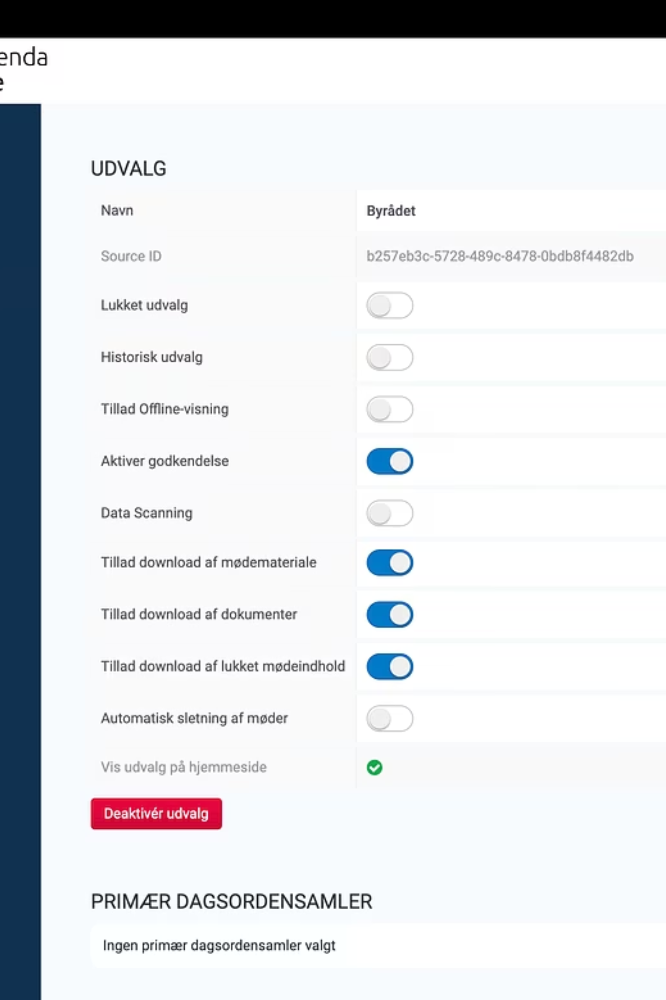 enda
e
UDVALG
Navn
Byrådet
Source ID
b257eb3c-5728-489c-8478-0bdb8f4482db
Lukket udvalg
Historisk udvalg
Tillad Offline-visning
Aktiver godkendelse
Data Scanning
Tillad download af mødemateriale
Tillad download af dokumenter
Tillad download af lukket mødeindhold
Automatisk sletning af møder
Vis udvalg på hjemmeside
Deaktivér udvalg
PRIMÆR DAGSORDENSAMLER
Ingen primær dagsordensamler valgt